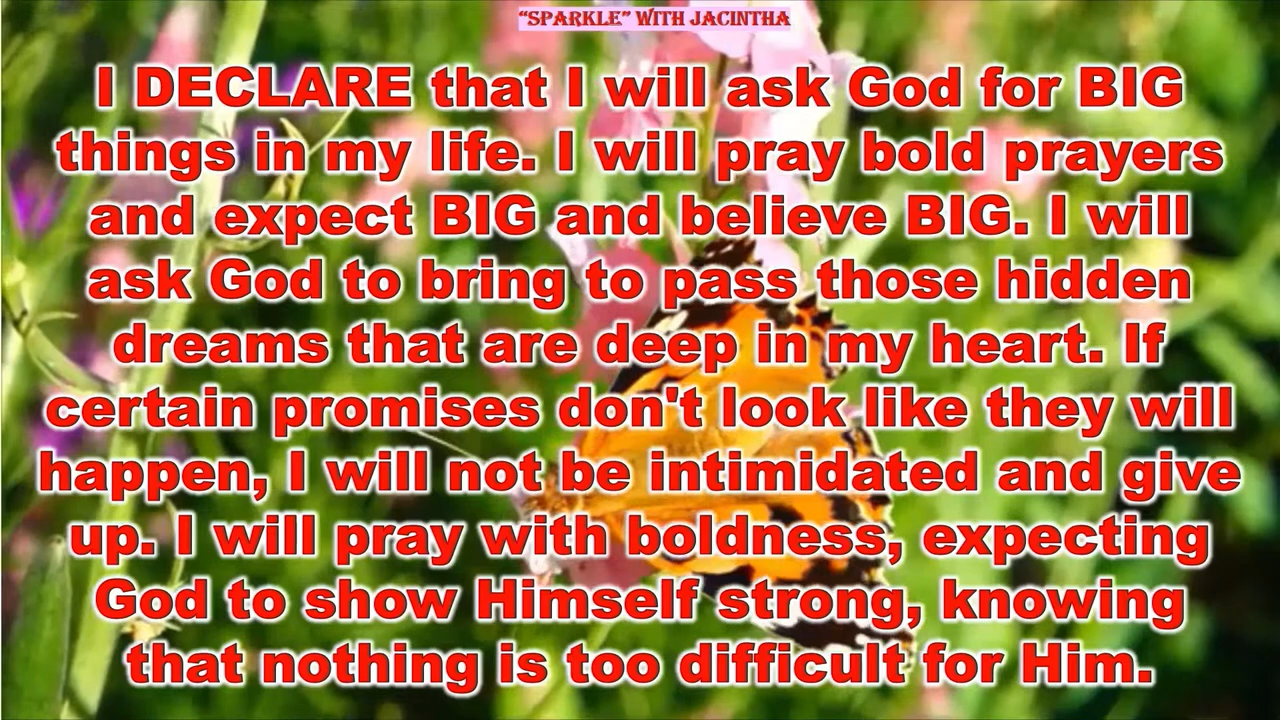 “SPARKLE” WITH JACINTHA
I DECLARE that I will ask God for BIG
things in my life. I will pray bold prayers
and expect BIG and believe BIG. I will
ask God to bring to pass those hidden
dreams that are deep in my heart. If
certain promises don't look like they will
happen, I will not be intimidated and give
up. I will pray with boldness, expecting
God to show Himself strong, knowing
that nothing is too difficult for Him.